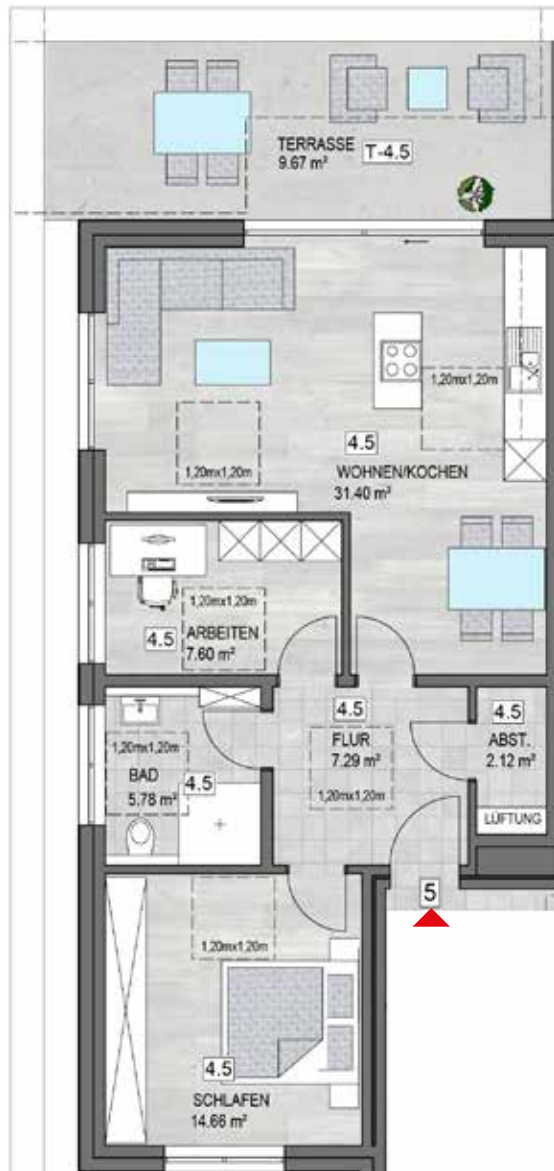 TERRASSE T-4.5
9.67 m²
1,20mx1,20m
4.5
1,20mx1,20m
WOHNEN/KOCHEN
31.40 m²
1,20mx1,20m
4.5 ARBEITEN
7.60 m²
4.5
FLUR
7.29 m²
1,20mx1,20m
4.5
ABST.
2.12 m²
LÜFTUNG
1,20mx1,20m
BAD
4.5
5.78 m²
5
1,20mx1,20m
4.5
SCHLAFEN
14.66 m²